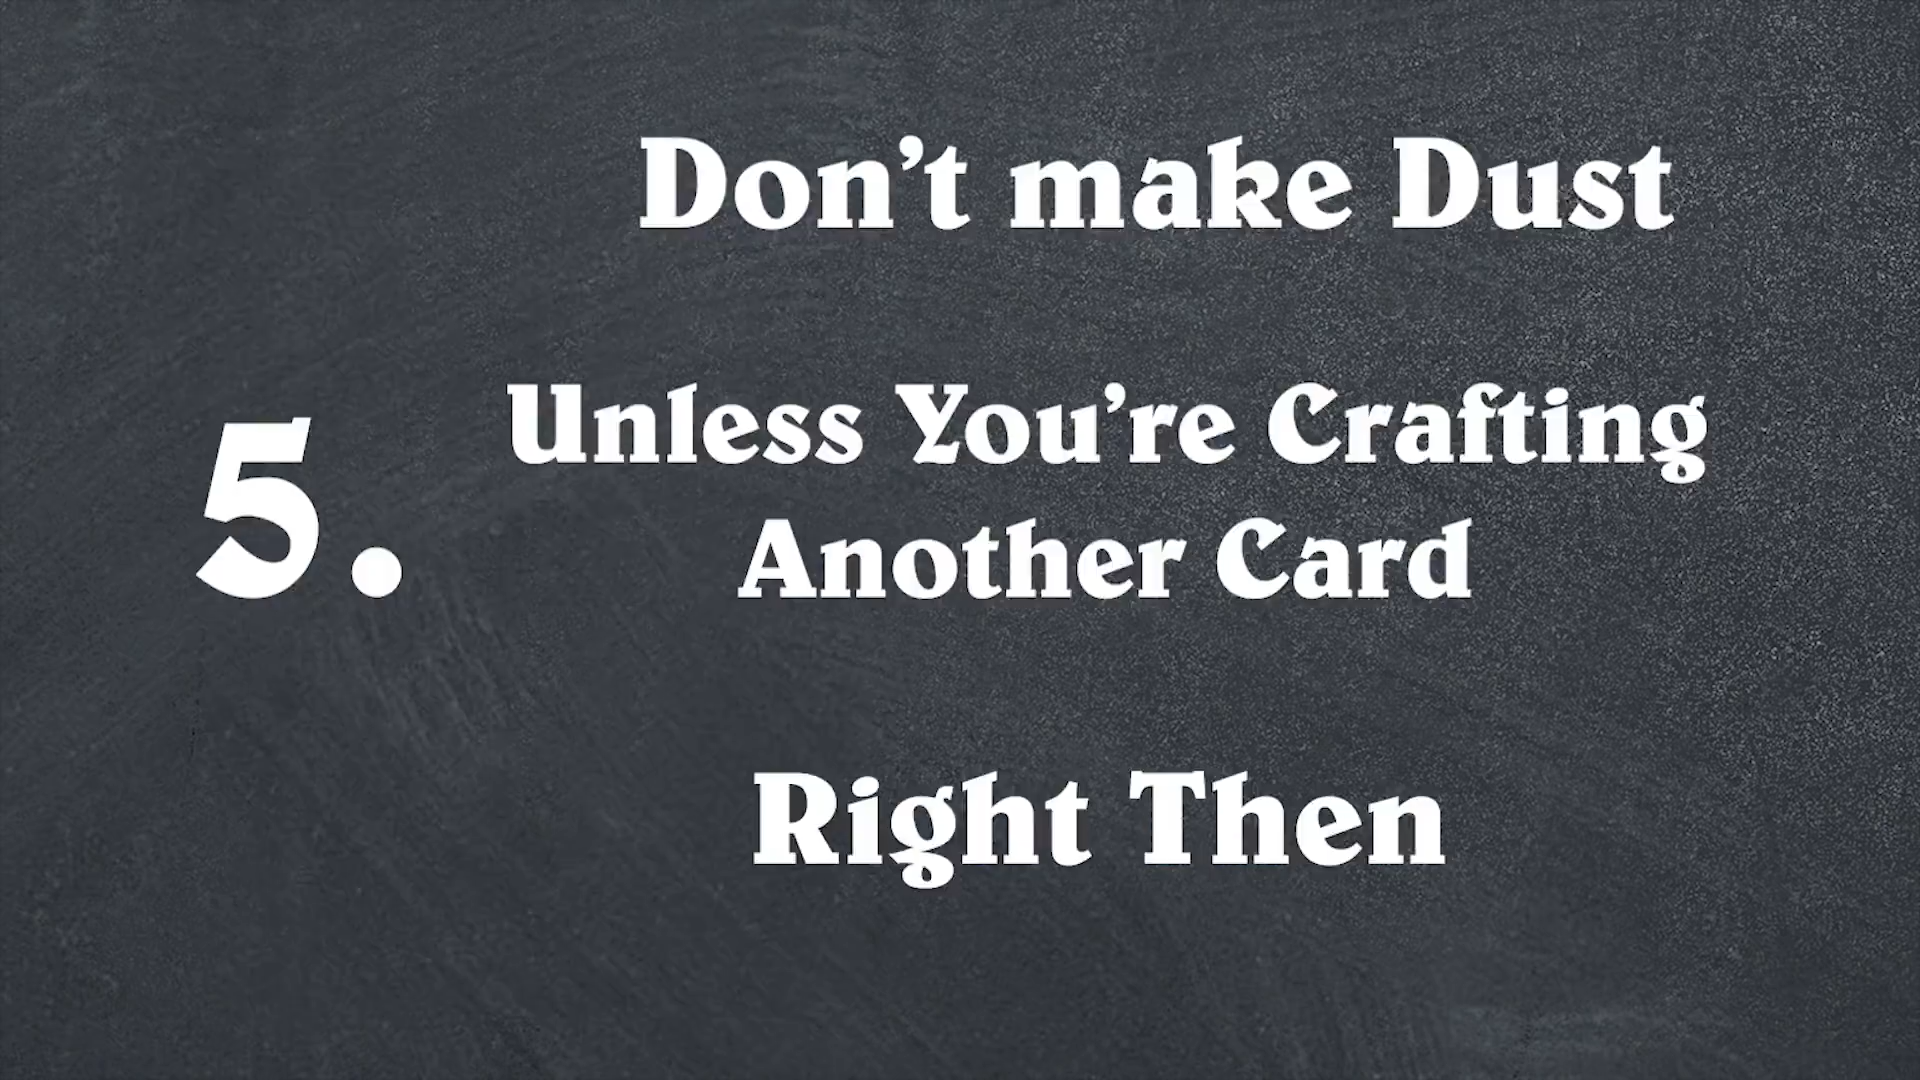 Don't make Dust
5.
Unless You're Crafting
Another Card
Right Then